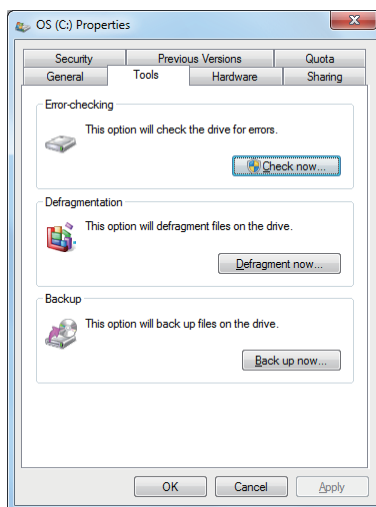 OS (C:) Properties
Security Previous Versions Quota
General Tools Hardware Sharing
Error-checking
This option will check the drive for errors.
Check now...
Defragmentation
This option will defragment files on the drive.
Defragment now...
Backup
This option will back up files on the drive.
Back up now...
OK Cancel Apply